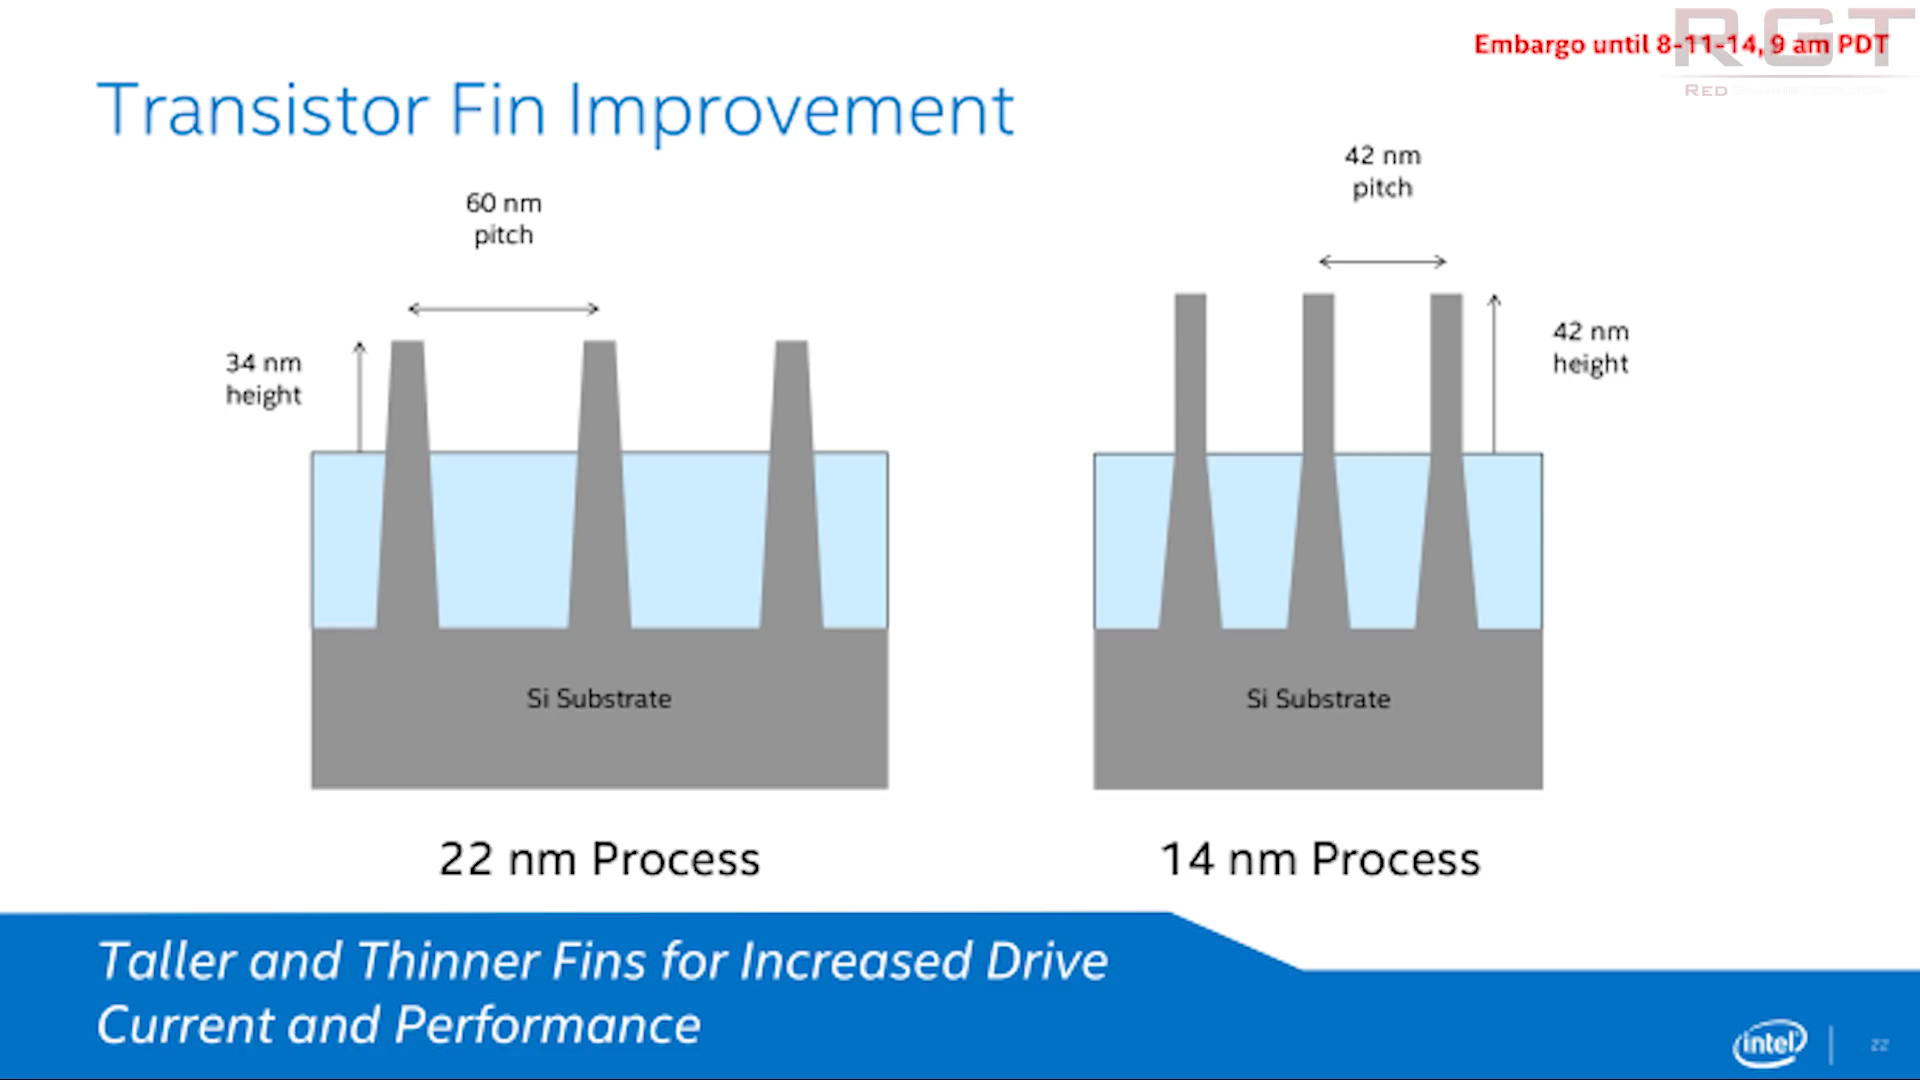 RGT
Embargo until 8-11-14, 9 am PDT
RED
Transistor Fin Improvement
60 nm
pitch
42 nm
pitch
34 nm
height
42 nm
height
Si Substrate
Si Substrate
22 nm Process
14 nm Process
Taller and Thinner Fins for Increased Drive
Current and Performance
intel
22